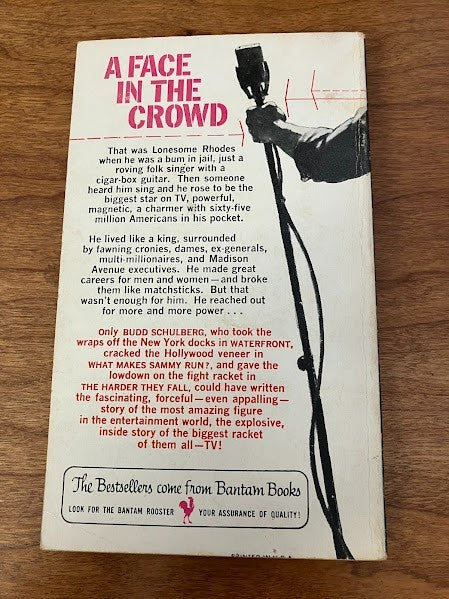 A FACE
IN THE
CROWD
That was Lonesome Rhodes
when he was a bum in jail, just a
roving folk singer with a
cigar-box guitar. Then someone
heard him sing and he rose to be the
biggest star on TV, powerful,
magnetic, a charmer with sixty-five
million Americans in his pocket.
He lived like a king, surrounded
by fawning cronies, dames, ex-generals,
multi-millionaires, and Madison
Avenue executives. He made great
careers for men and women—and broke
them like matchsticks. But that
wasn't enough for him. He reached out
for more and more power . . .
Only BUDD SCHULBERG, who took the
wraps off the New York docks in WATERFRONT,
cracked the Hollywood veneer in
WHAT MAKES SAMMY RUN?, and gave the
lowdown on the fight racket in
THE HARDER THEY FALL, could have written
the fascinating, forceful—even appalling—
story of the most amazing figure
in the entertainment world, the explosive,
inside story of the biggest racket
of them all—TV!
The Bestsellers come from Bantam Books
LOOK FOR THE BANTAM ROOSTER YOUR ASSURANCE OF QUALITY!
PRINTED IN U.S.A.